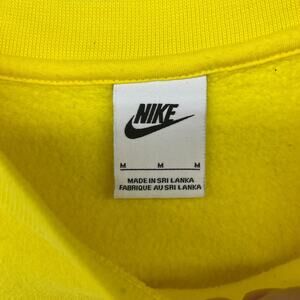 NIKE
M M M
MADE IN SRI LANKA
FABRIQUE AU SRI LANKA